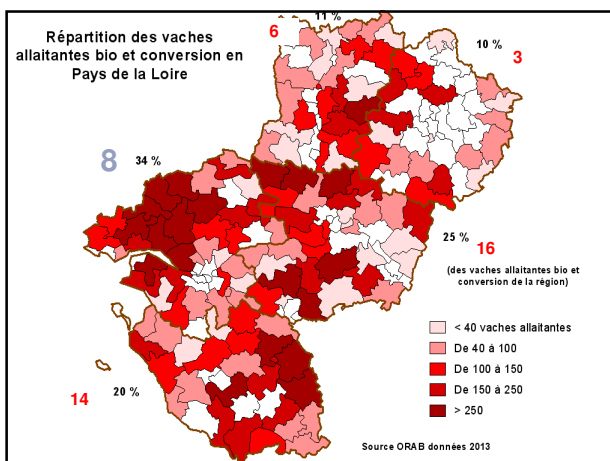 Répartition des vaches
allaitantes bio et conversion en
Pays de la Loire
6
11 %
10 %
3
8
34 %
25 %
16
(des vaches allaitantes bio et
conversion de la région)
< 40 vaches allaitantes
De 40 à 100
De 100 à 150
De 150 à 250
> 250
14
20 %
Source ORAB données 2013